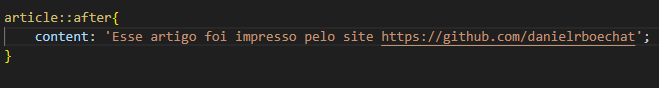 article::after{
    content: 'Esse artigo foi impresso pelo site https://github.com/danielrboechat';
}